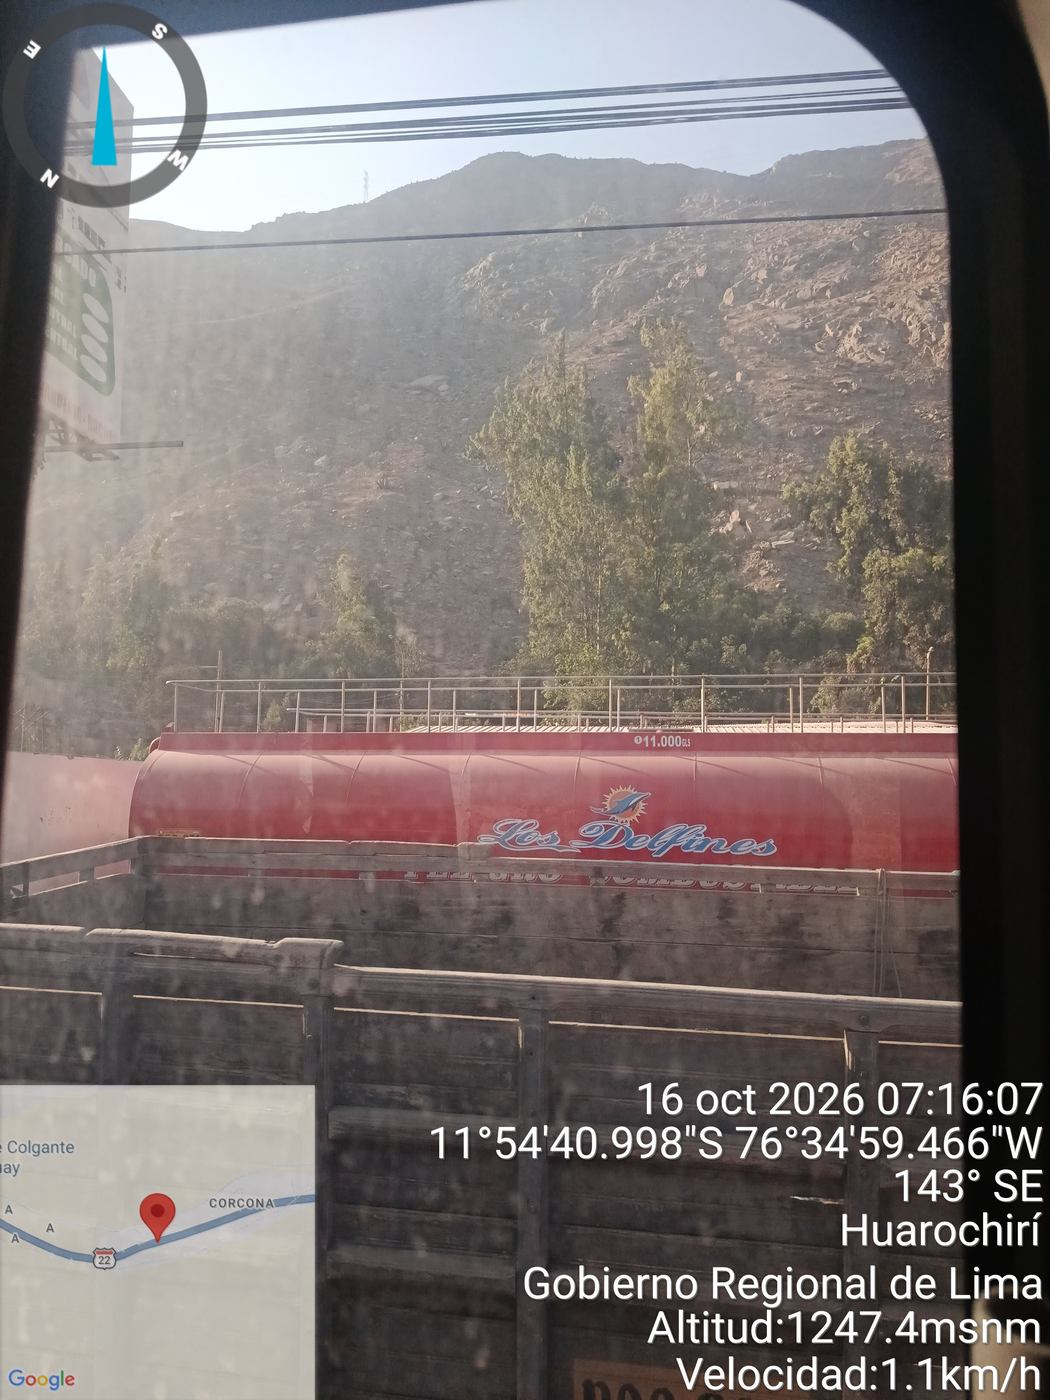 S
E
W
N
11.000GLS
Los Delfines
Colgante
CORCONA
A
A
A
22
Google
16 oct 2026 07:16:07
11°54'40.998"S 76°34'59.466"W
143° SE
Huarochirí
Gobierno Regional de Lima
Altitud:1247.4msnm
Velocidad:1.1km/h